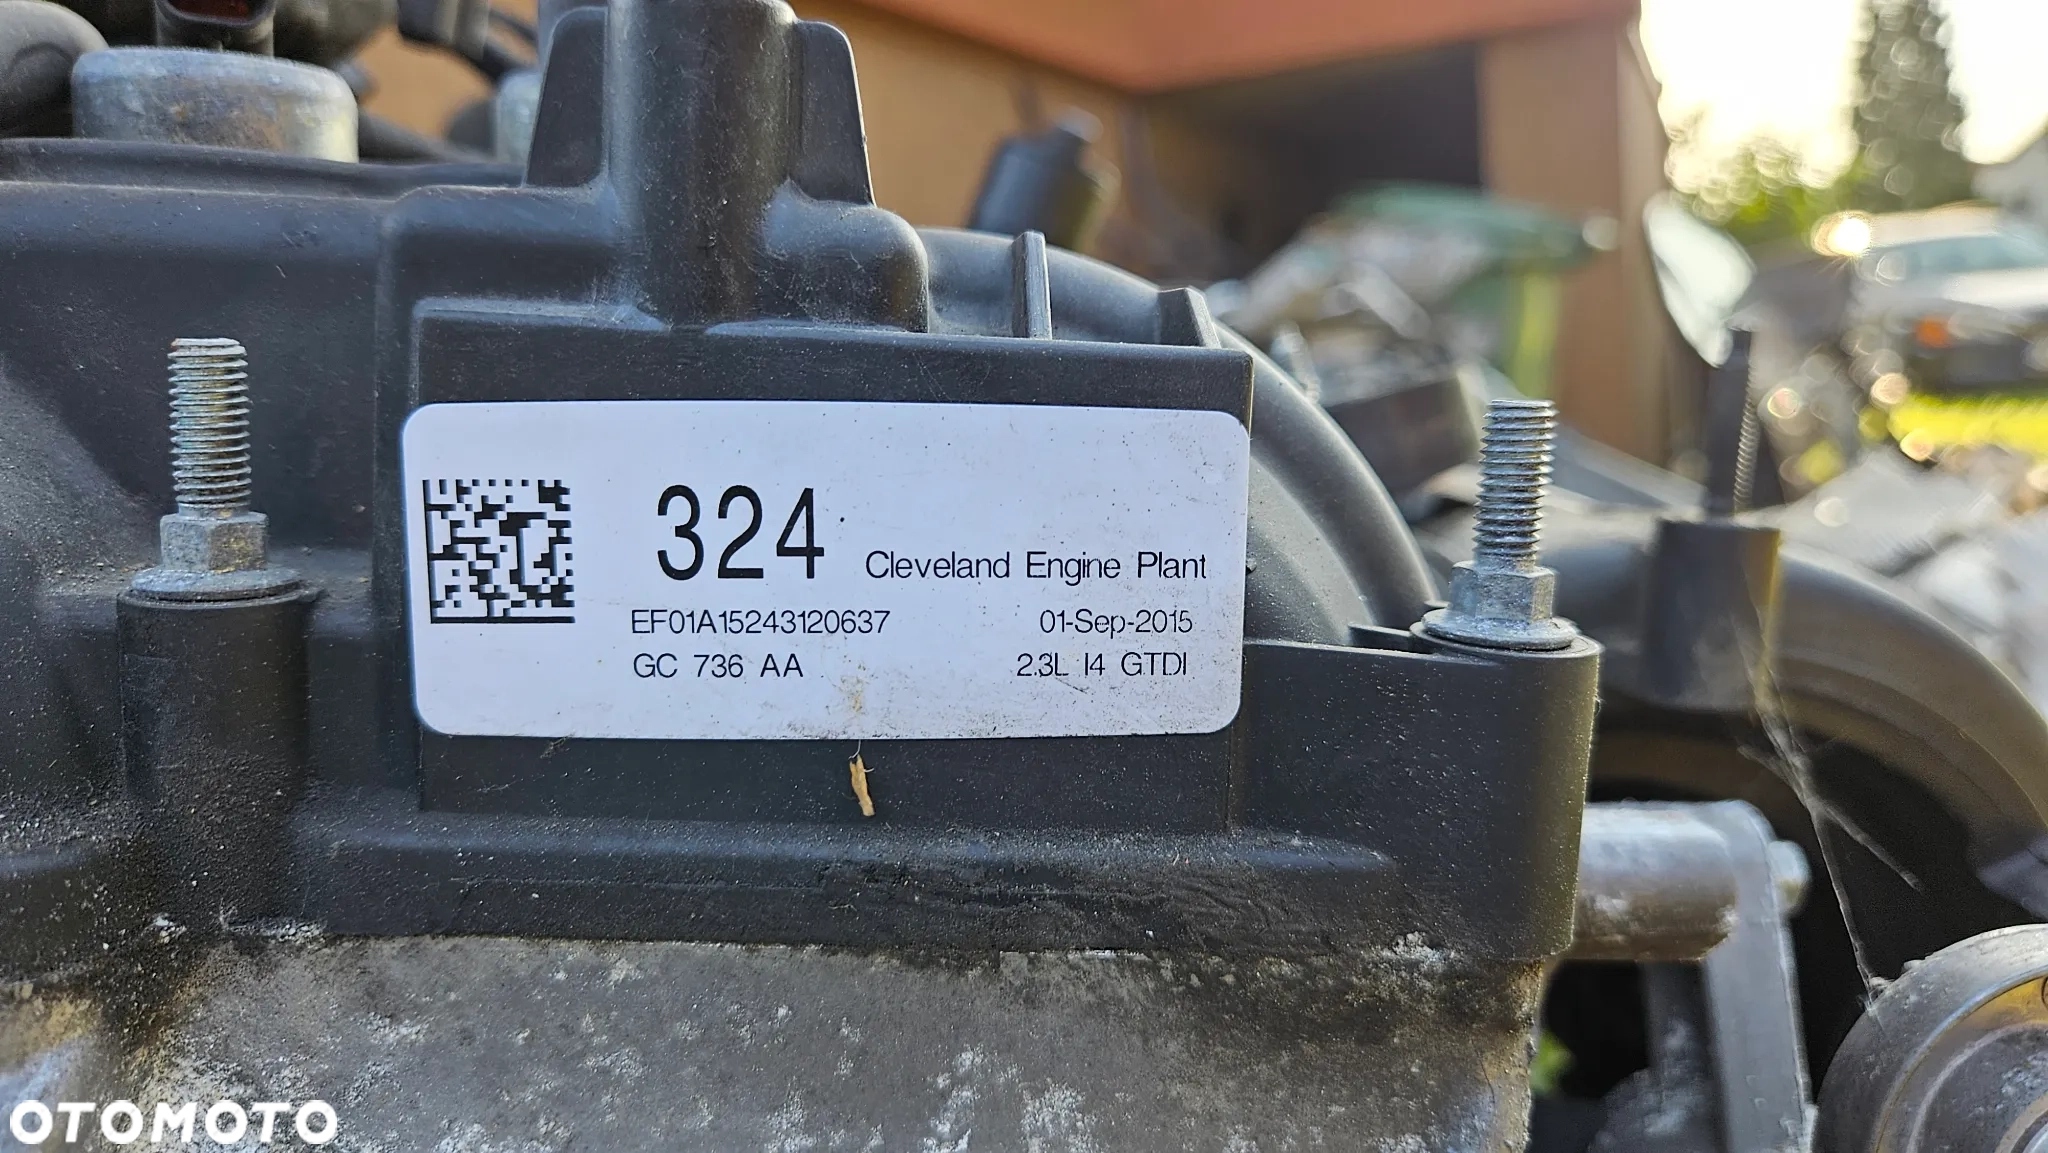 324 Cleveland Engine Plant
EF01A15243120637 01-Sep-2015
GC 736 AA 2.3L I4 GTDI
OTOMOTO